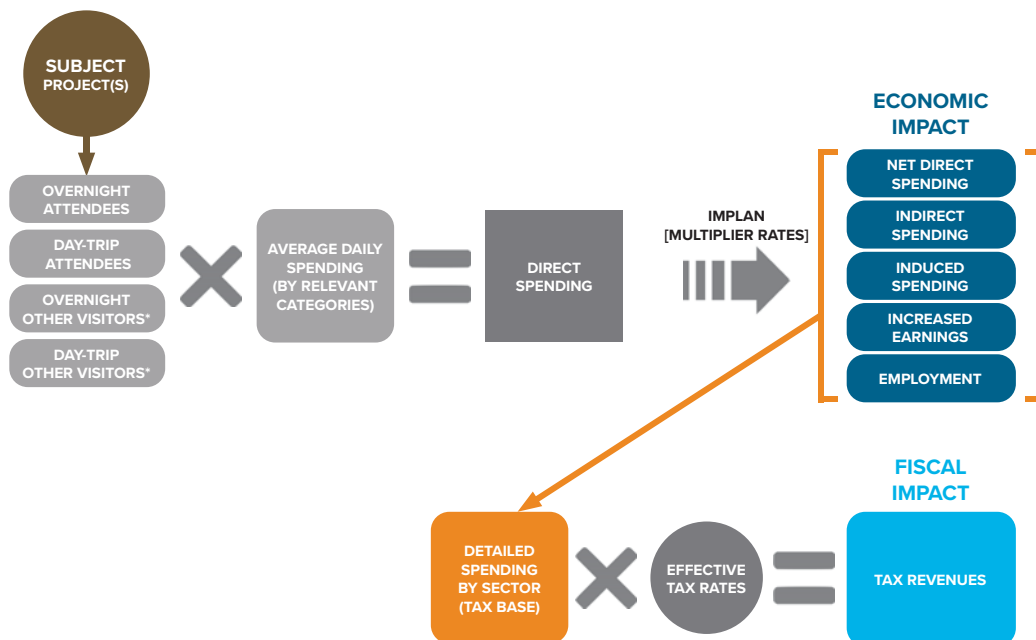 SUBJECT
PROJECT(S)
OVERNIGHT
ATTENDEES
DAY-TRIP
ATTENDEES
OVERNIGHT
OTHER VISITORS*
DAY-TRIP
OTHER VISITORS*
AVERAGE DAILY
SPENDING
(BY RELEVANT
CATEGORIES)
DIRECT
SPENDING
IMPLAN
[MULTIPLIER RATES]
ECONOMIC
IMPACT
NET DIRECT
SPENDING
INDIRECT
SPENDING
INDUCED
SPENDING
INCREASED
EARNINGS
EMPLOYMENT
DETAILED
SPENDING
BY SECTOR
(TAX BASE)
EFFECTIVE
TAX RATES
FISCAL
IMPACT
TAX REVENUES